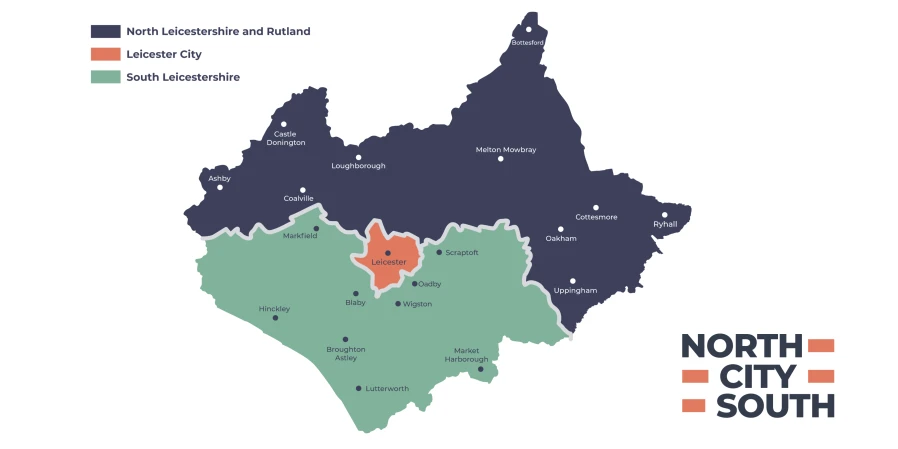 North Leicestershire and Rutland
Leicester City
South Leicestershire
Bottesford
Castle
Donington
Loughborough
Melton Mowbray
Ashby
Coalville
Cottesmore
Ryhall
Markfield
Oakham
Scraptoft
Leicester
Oadby
Uppingham
Blaby
Wigston
Hinckley
Broughton
Astley
Market
Harborough
Lutterworth
NORTH
CITY
SOUTH